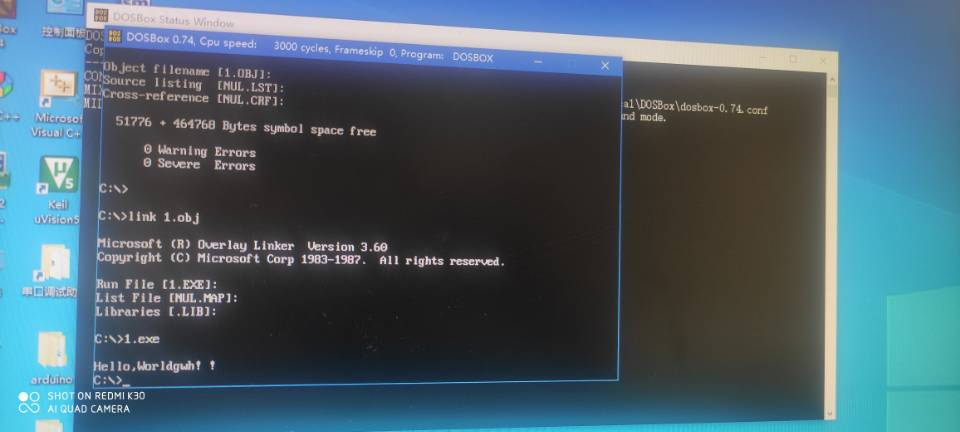 控制面板
DOSBox Status Window
DOSBox 0.74, Cpu speed: 3000 cycles, Frameskip 0, Program: DOSBOX
Object filename [1.OBJ]:
Source listing [NUL.LST]:
Cross-reference [NUL.CRF]:
51776 + 464768 Bytes symbol space free
0 Warning Errors
0 Severe Errors
C:\>
C:\>link 1.obj
Microsoft (R) Overlay Linker Version 3.60
Copyright (C) Microsoft Corp 1983-1987. All rights reserved.
Run File [1.EXE]:
List File [NUL.MAP]:
Libraries [.LIB]:
C:\>1.exe
Hello,Worldgwh! !
C:\>_
al\DOSBox\dosbox-0.74.conf
nd mode.
Microsof
Visual C+
Keil
uVision5
串口调试助
arduino
SHOT ON REDMI K30
AI QUAD CAMERA